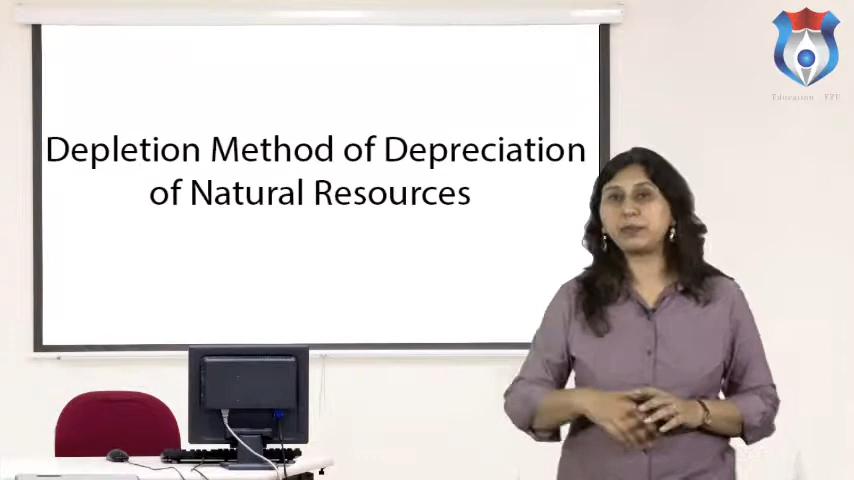 Depletion Method of Depreciation
of Natural Resources